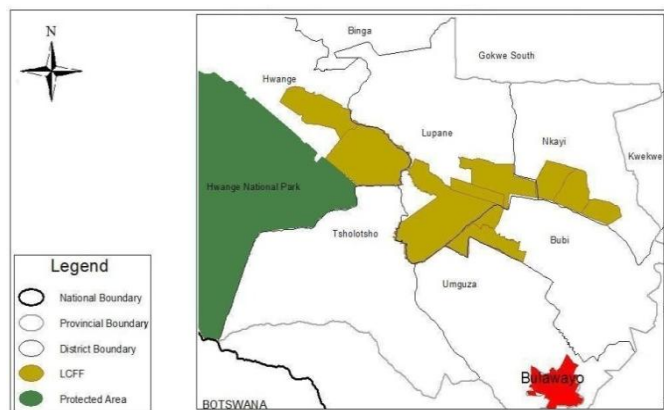 N
Binga
Gokwe South
Hwange
Lupane
Nkayi
Kwekwe
Hwange National Park
Tsholotsho
Bubi
Umguza
Bulawayo
BOTSWANA
Legend
National Boundary
Provincial Boundary
District Boundary
LCFF
Protected Area